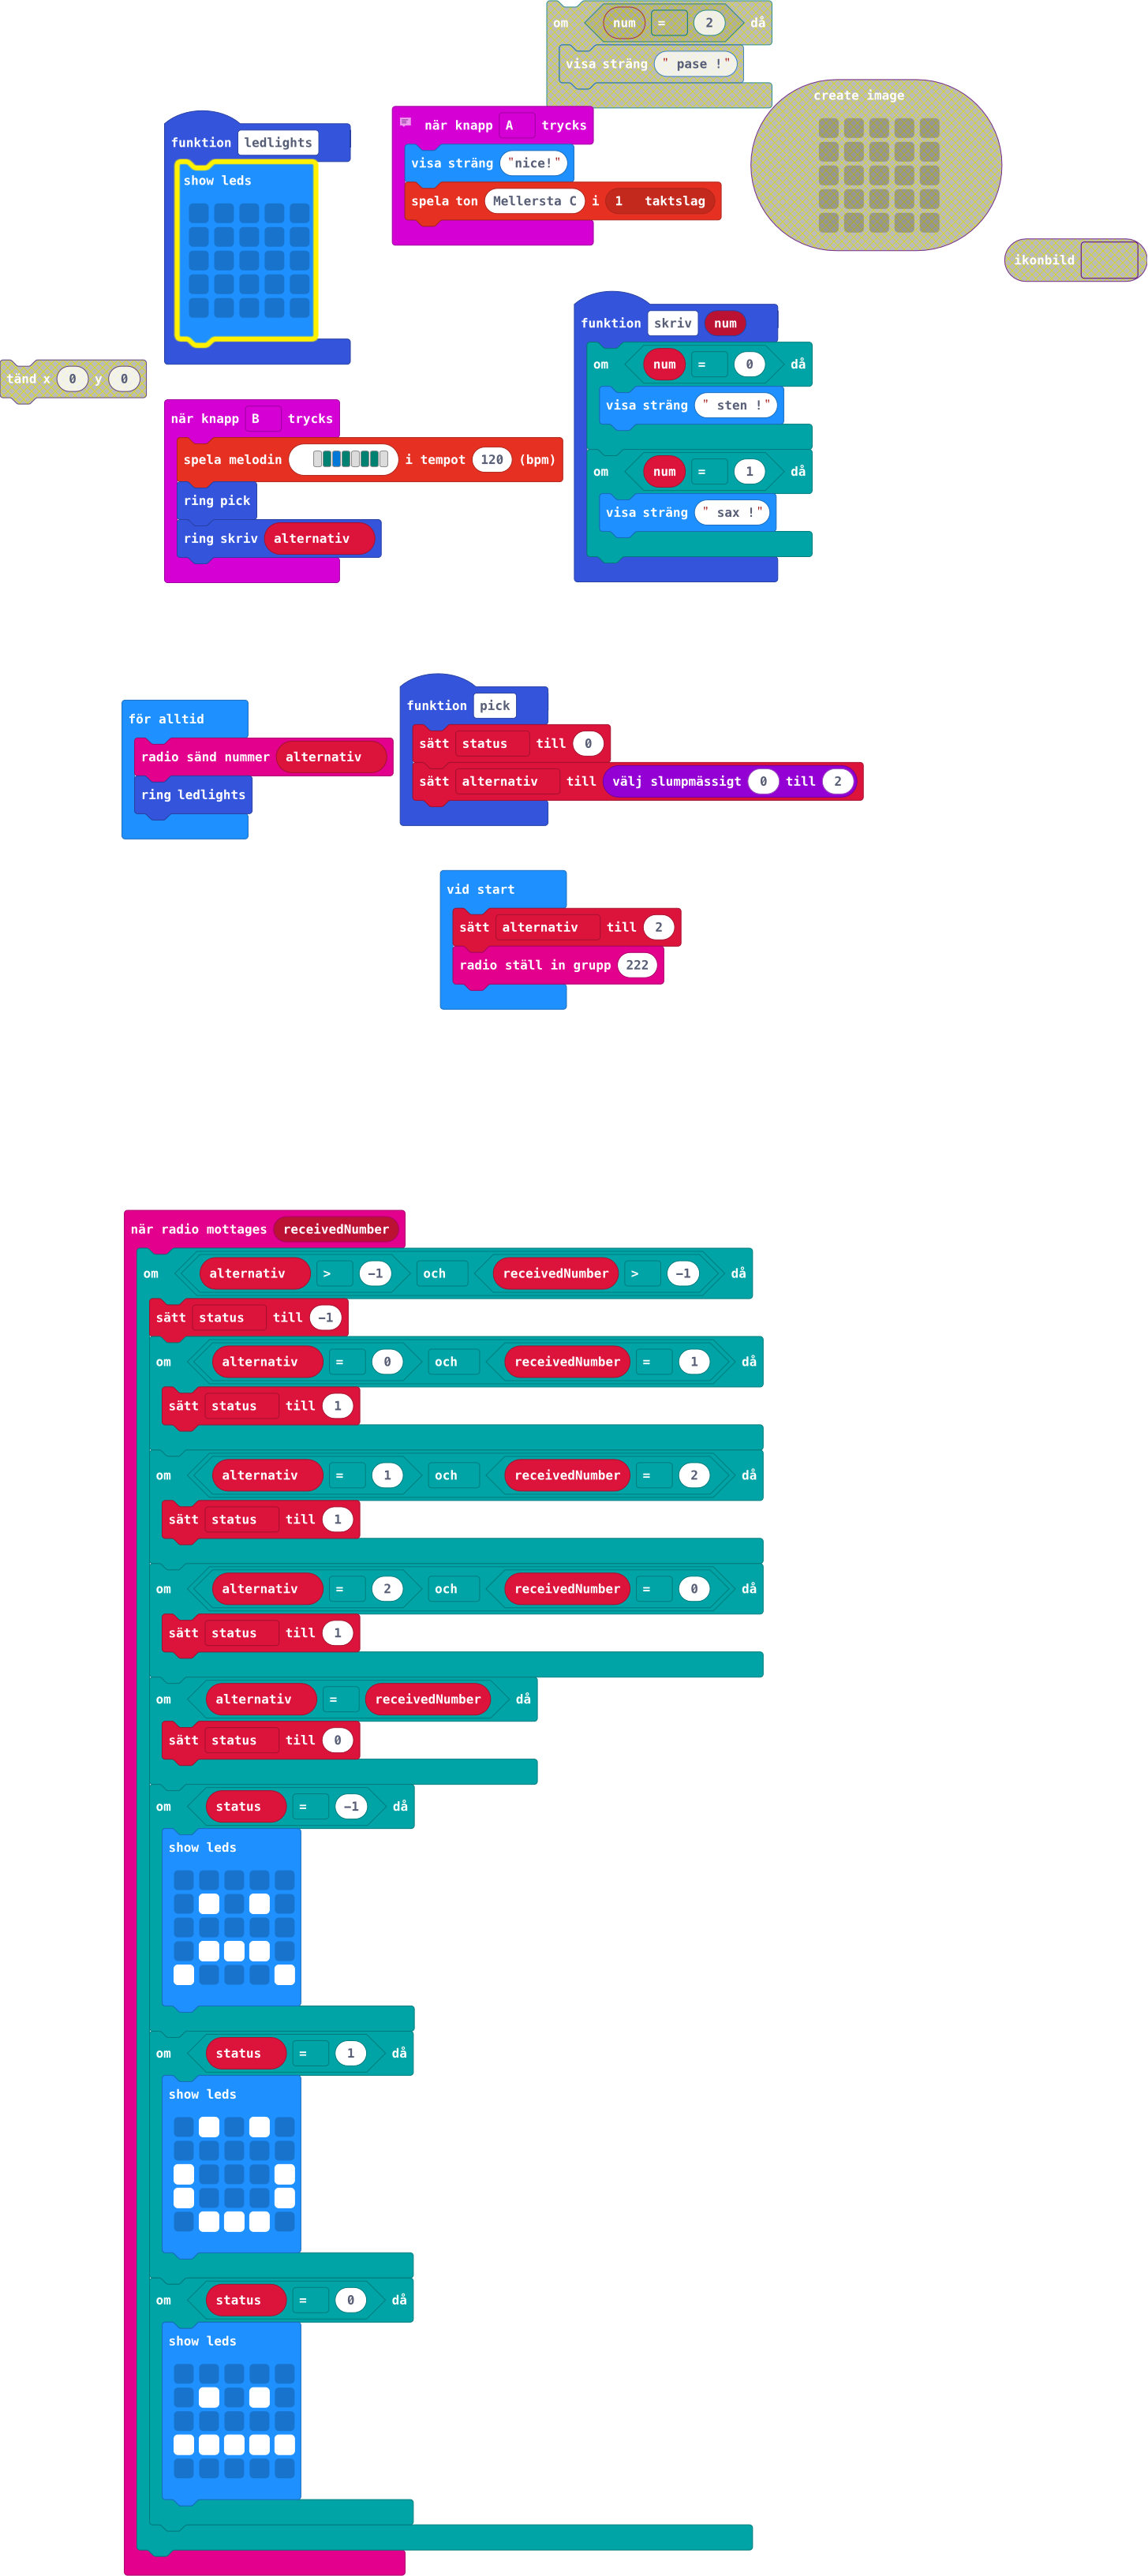 om num = 2 då
visa sträng " pase !"
create image
ikonbild
funktion ledlights
show leds
när knapp A trycks
visa sträng "nice!"
spela ton Mellersta C i 1 taktslag
funktion skriv num
om num = 0 då
visa sträng " sten !"
om num = 1 då
visa sträng " sax !"
tänd x 0 y 0
när knapp B trycks
spela melodin i tempot 120 (bpm)
ring pick
ring skriv alternativ
för alltid
radio sänd nummer alternativ
ring ledlights
funktion pick
sätt status till 0
sätt alternativ till välj slumpmässigt 0 till 2
vid start
sätt alternativ till 2
radio ställ in grupp 222
när radio mottages receivedNumber
om alternativ > -1 och receivedNumber > -1 då
sätt status till -1
om alternativ = 0 och receivedNumber = 1 då
sätt status till 1
om alternativ = 1 och receivedNumber = 2 då
sätt status till 1
om alternativ = 2 och receivedNumber = 0 då
sätt status till 1
om alternativ = receivedNumber då
sätt status till 0
om status = -1 då
show leds
om status = 1 då
show leds
om status = 0 då
show leds